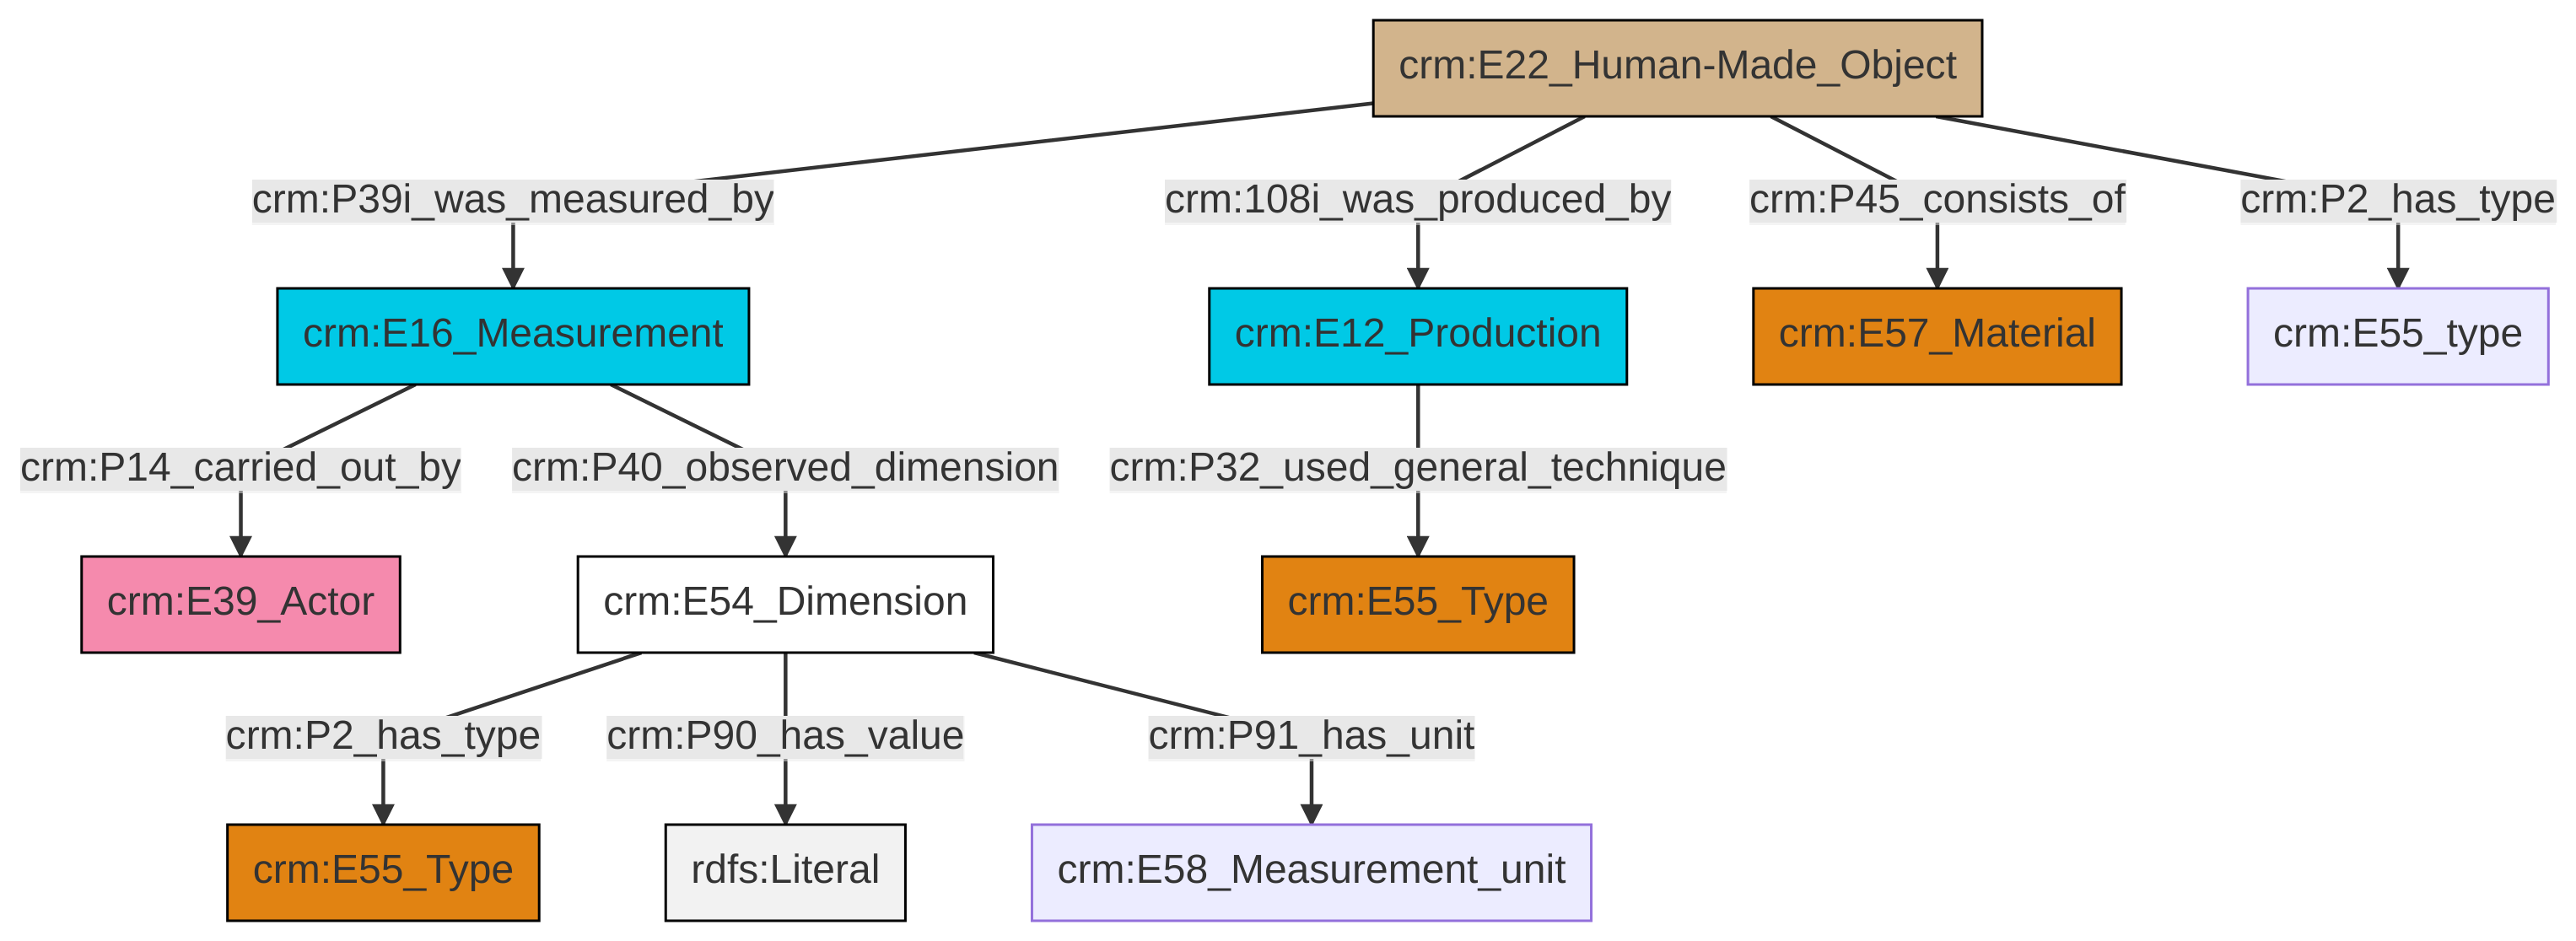 crm:E22_Human-Made_Object
crm:P39i_was_measured_by
crm:108i_was_produced_by
crm:P45_consists_of
crm:P2_has_type
crm:E16_Measurement
crm:E12_Production
crm:E57_Material
crm:E55_type
crm:P14_carried_out_by
crm:P40_observed_dimension
crm:P32_used_general_technique
crm:E39_Actor
crm:E54_Dimension
crm:E55_Type
crm:P2_has_type
crm:P90_has_value
crm:P91_has_unit
crm:E55_Type
rdfs:Literal
crm:E58_Measurement_unit